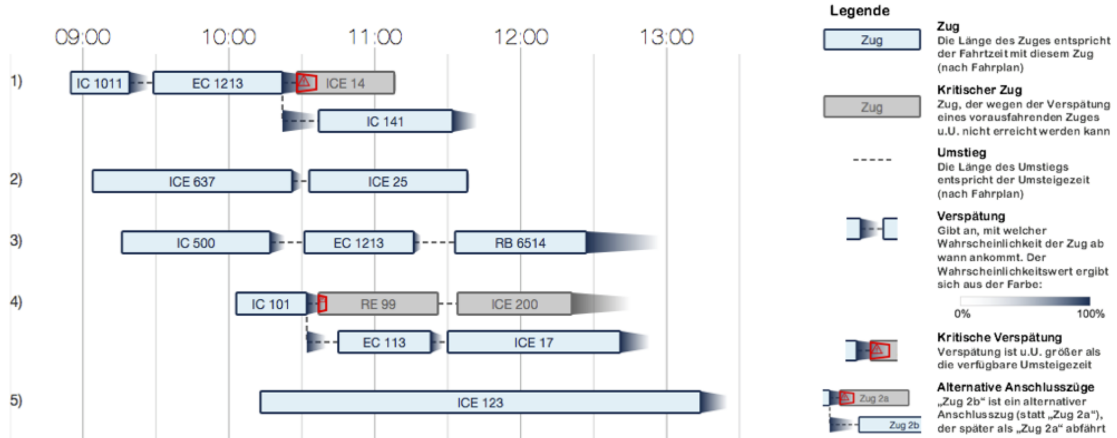 09:00 10:00 11:00 12:00 13:00
1) IC 1011 EC 1213 ICE 14
IC 141
2) ICE 637 ICE 25
3) IC 500 EC 1213 RB 6514
4) IC 101 RE 99 ICE 200
EC 113 ICE 17
5) ICE 123
Legende
Zug
Zug
Die Länge des Zuges entspricht
der Fahrtzeit mit diesem Zug
(nach Fahrplan)
Zug
Kritischer Zug
Zug, der wegen der Verspätung
eines vorausfahrenden Zuges
u.U. nicht erreicht werden kann
Umstieg
Die Länge des Umstiegs
entspricht der Umsteigezeit
(nach Fahrplan)
Verspätung
Gibt an, mit welcher
Wahrscheinlichkeit der Zug ab
wann ankommt. Der
Wahrscheinlichkeitswert ergibt
sich aus der Farbe:
0% 100%
Kritische Verspätung
Verspätung ist u.U. größer als
die verfügbare Umsteigezeit
Alternative Anschlusszüge
Zug 2a
Zug 2b
„Zug 2b“ ist ein alternativer
Anschlusszug (statt „Zug 2a“),
der später als „Zug 2a“ abfährt